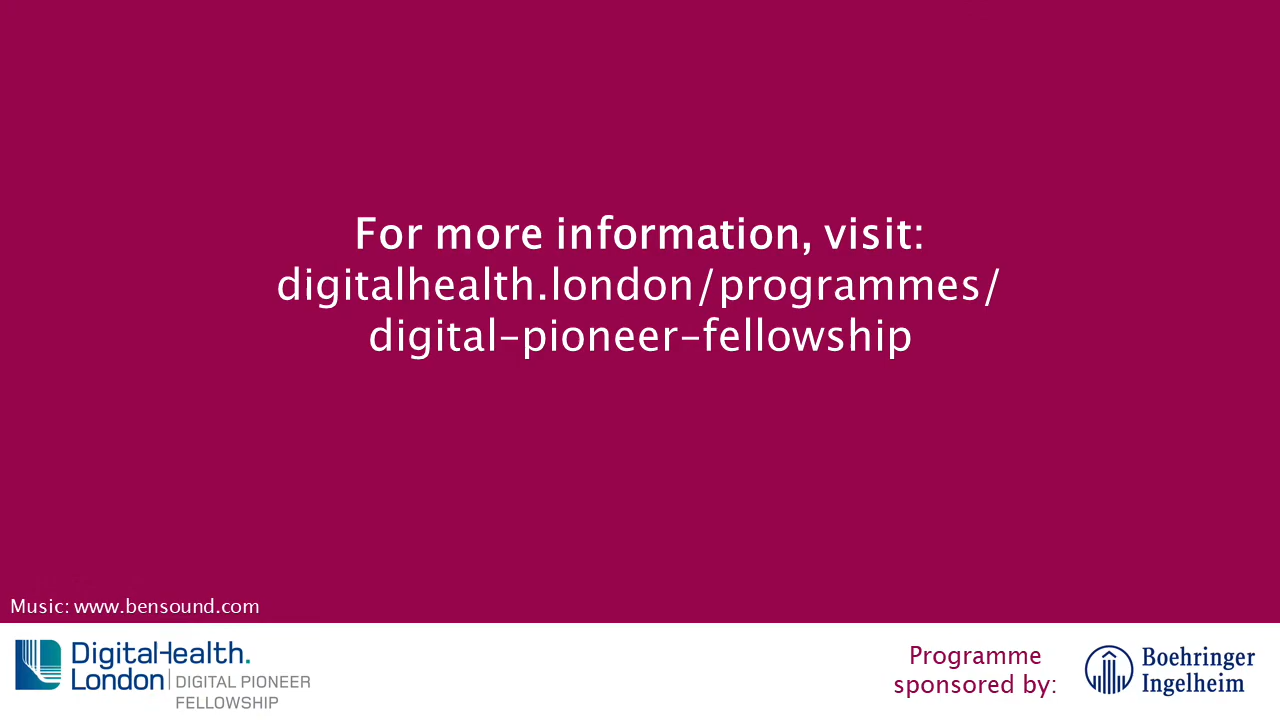 For more information, visit:
digitalhealth.london/programmes/
digital-pioneer-fellowship
Music: www.bensound.com
DigitalHealth.
London
DIGITAL PIONEER
FELLOWSHIP
Programme
sponsored by:
Boehringer
Ingelheim